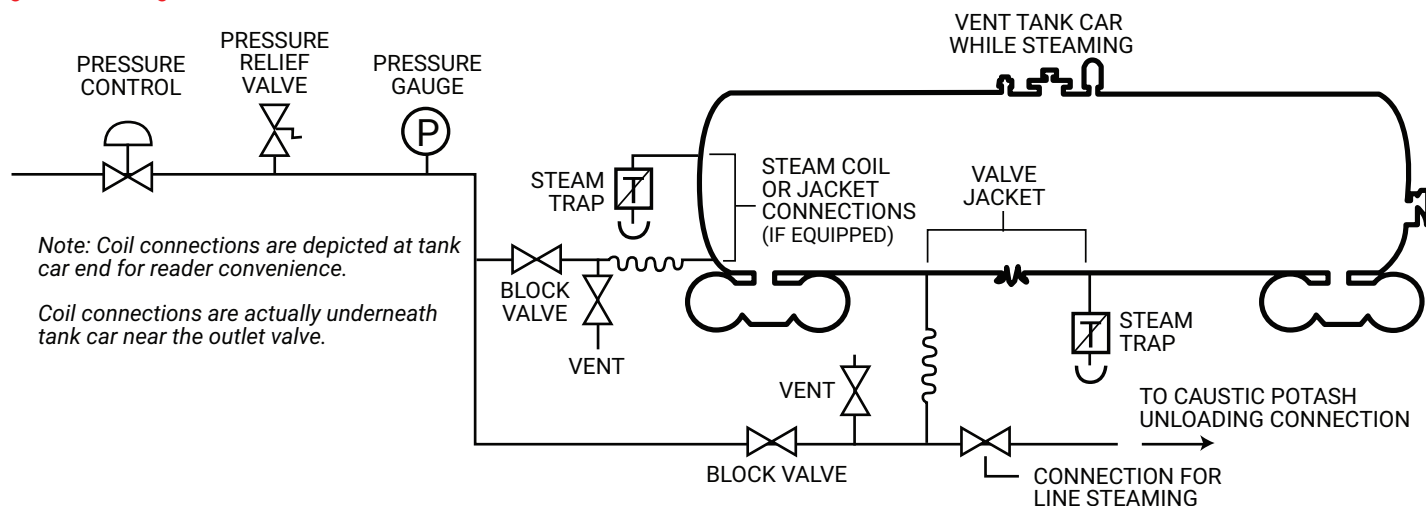 VENT TANK CAR
WHILE STEAMING
PRESSURE
CONTROL
PRESSURE
RELIEF
VALVE
PRESSURE
GAUGE
P
STEAM
TRAP
T
STEAM COIL
OR JACKET
CONNECTIONS
(IF EQUIPPED)
VALVE
JACKET
Note: Coil connections are depicted at tank
car end for reader convenience.
Coil connections are actually underneath
tank car near the outlet valve.
BLOCK
VALVE
VENT
T
STEAM
TRAP
VENT
TO CAUSTIC POTASH
UNLOADING CONNECTION
BLOCK VALVE
CONNECTION FOR
LINE STEAMING